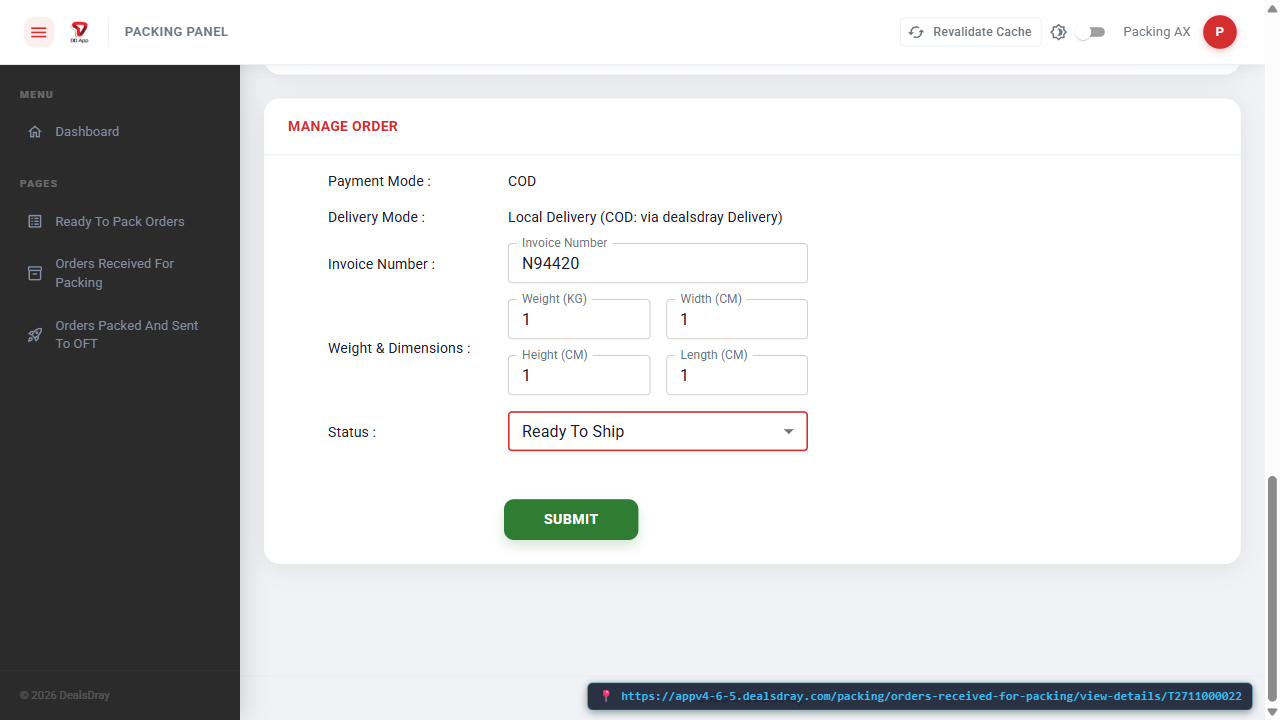 DD App
PACKING PANEL
Revalidate Cache
Packing AX
P
MENU
Dashboard
PAGES
Ready To Pack Orders
Orders Received For
Packing
Orders Packed And Sent
To OFT
© 2026 DealsDray
MANAGE ORDER
Payment Mode :
COD
Delivery Mode :
Local Delivery (COD: via dealsdray Delivery)
Invoice Number :
Invoice Number
N94420
Weight & Dimensions :
Weight (KG)
1
Width (CM)
1
Height (CM)
1
Length (CM)
1
Status :
Ready To Ship
SUBMIT
https://appv4-6-5.dealsdray.com/packing/orders-received-for-packing/view-details/T2711000022